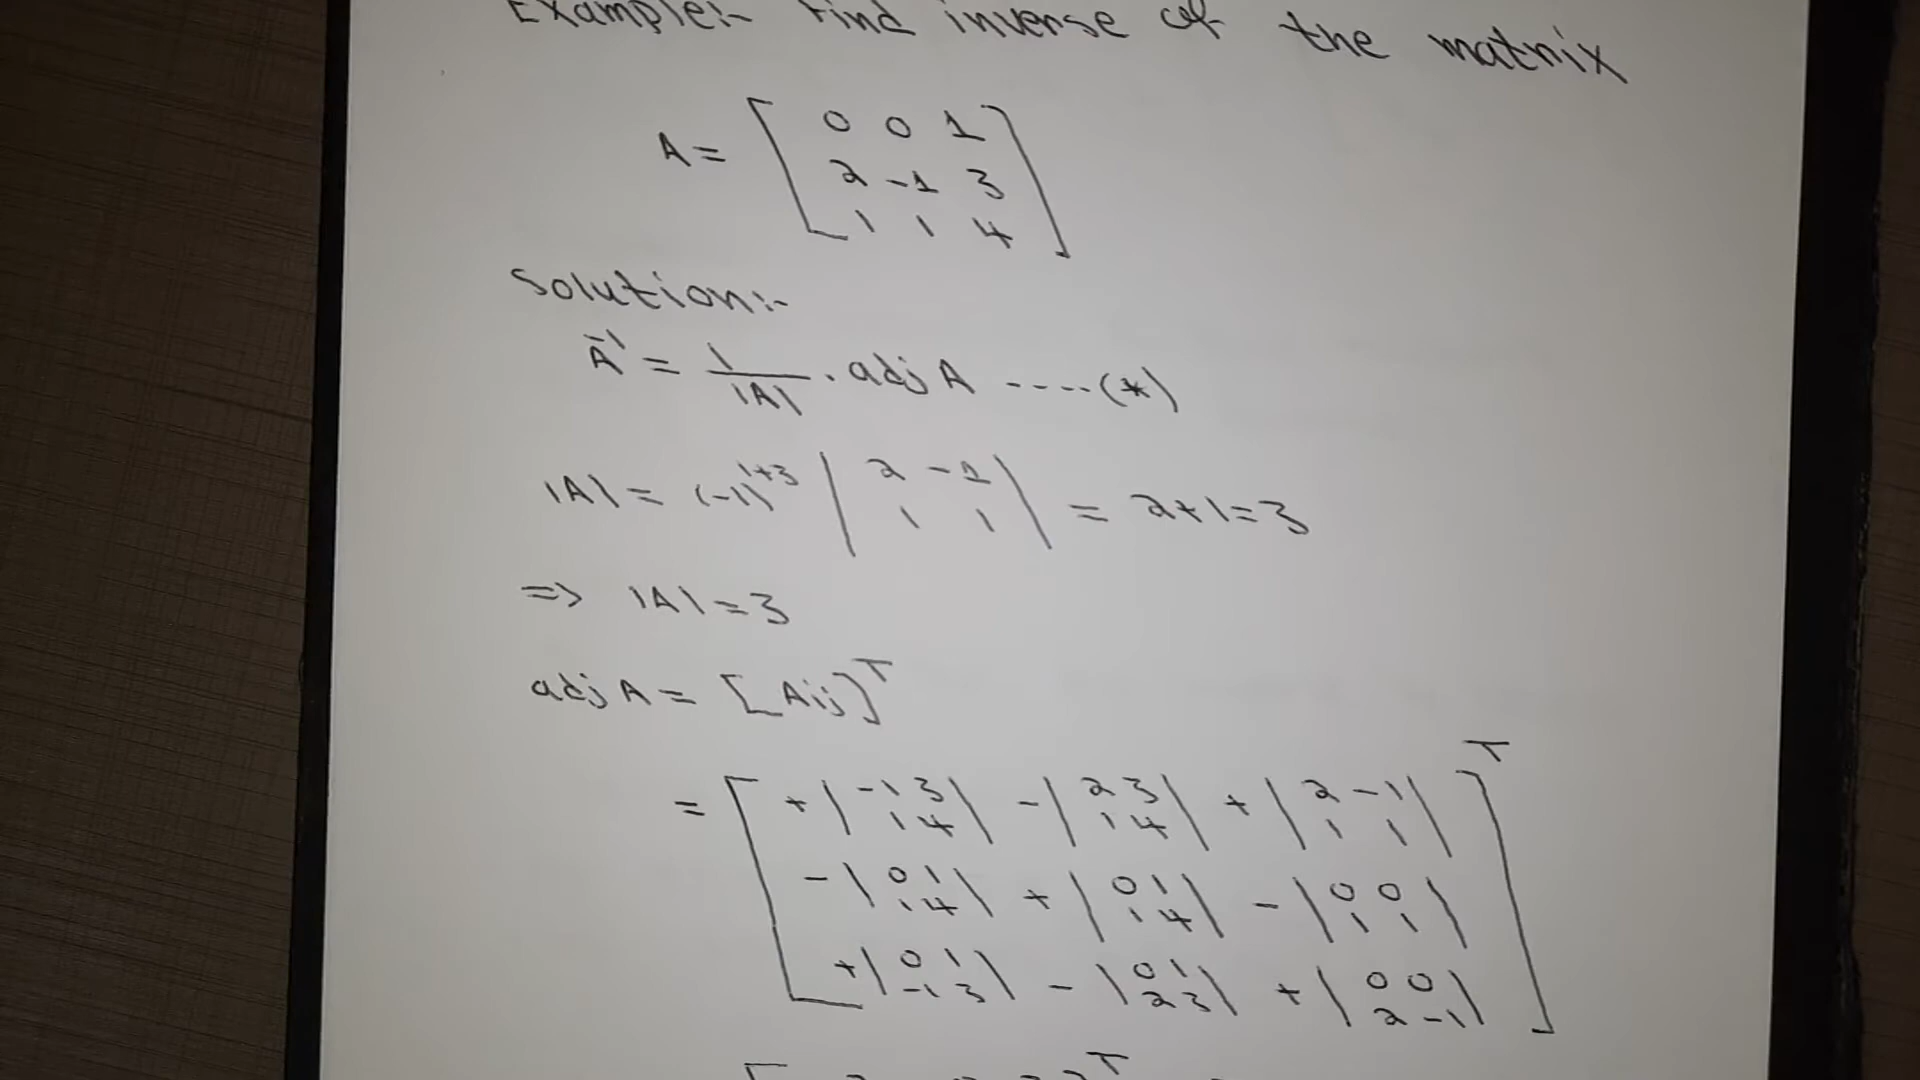 Example:- Find inverse of the matrix
A = [ 0 0 1
2 -1 3
1 1 4 ]
Solution:-
A⁻¹ = 1/|A| . adj A ....(*)
|A| = (-1)¹⁺³ | 2 -1
1 1 | = 2+1=3
=> |A| = 3
adj A = [Aij]ᵀ
= [ +| -1 3 | -| 2 3 | +| 2 -1 | ]ᵀ
| 1 4 | | 1 4 | | 1 1 |
-| 0 1 | +| 0 1 | -| 0 0 |
| 1 4 | | 1 4 | | 1 1 |
+| 0 1 | -| 0 1 | +| 0 0 |
| -1 3 | | 2 3 | | 2 -1 |